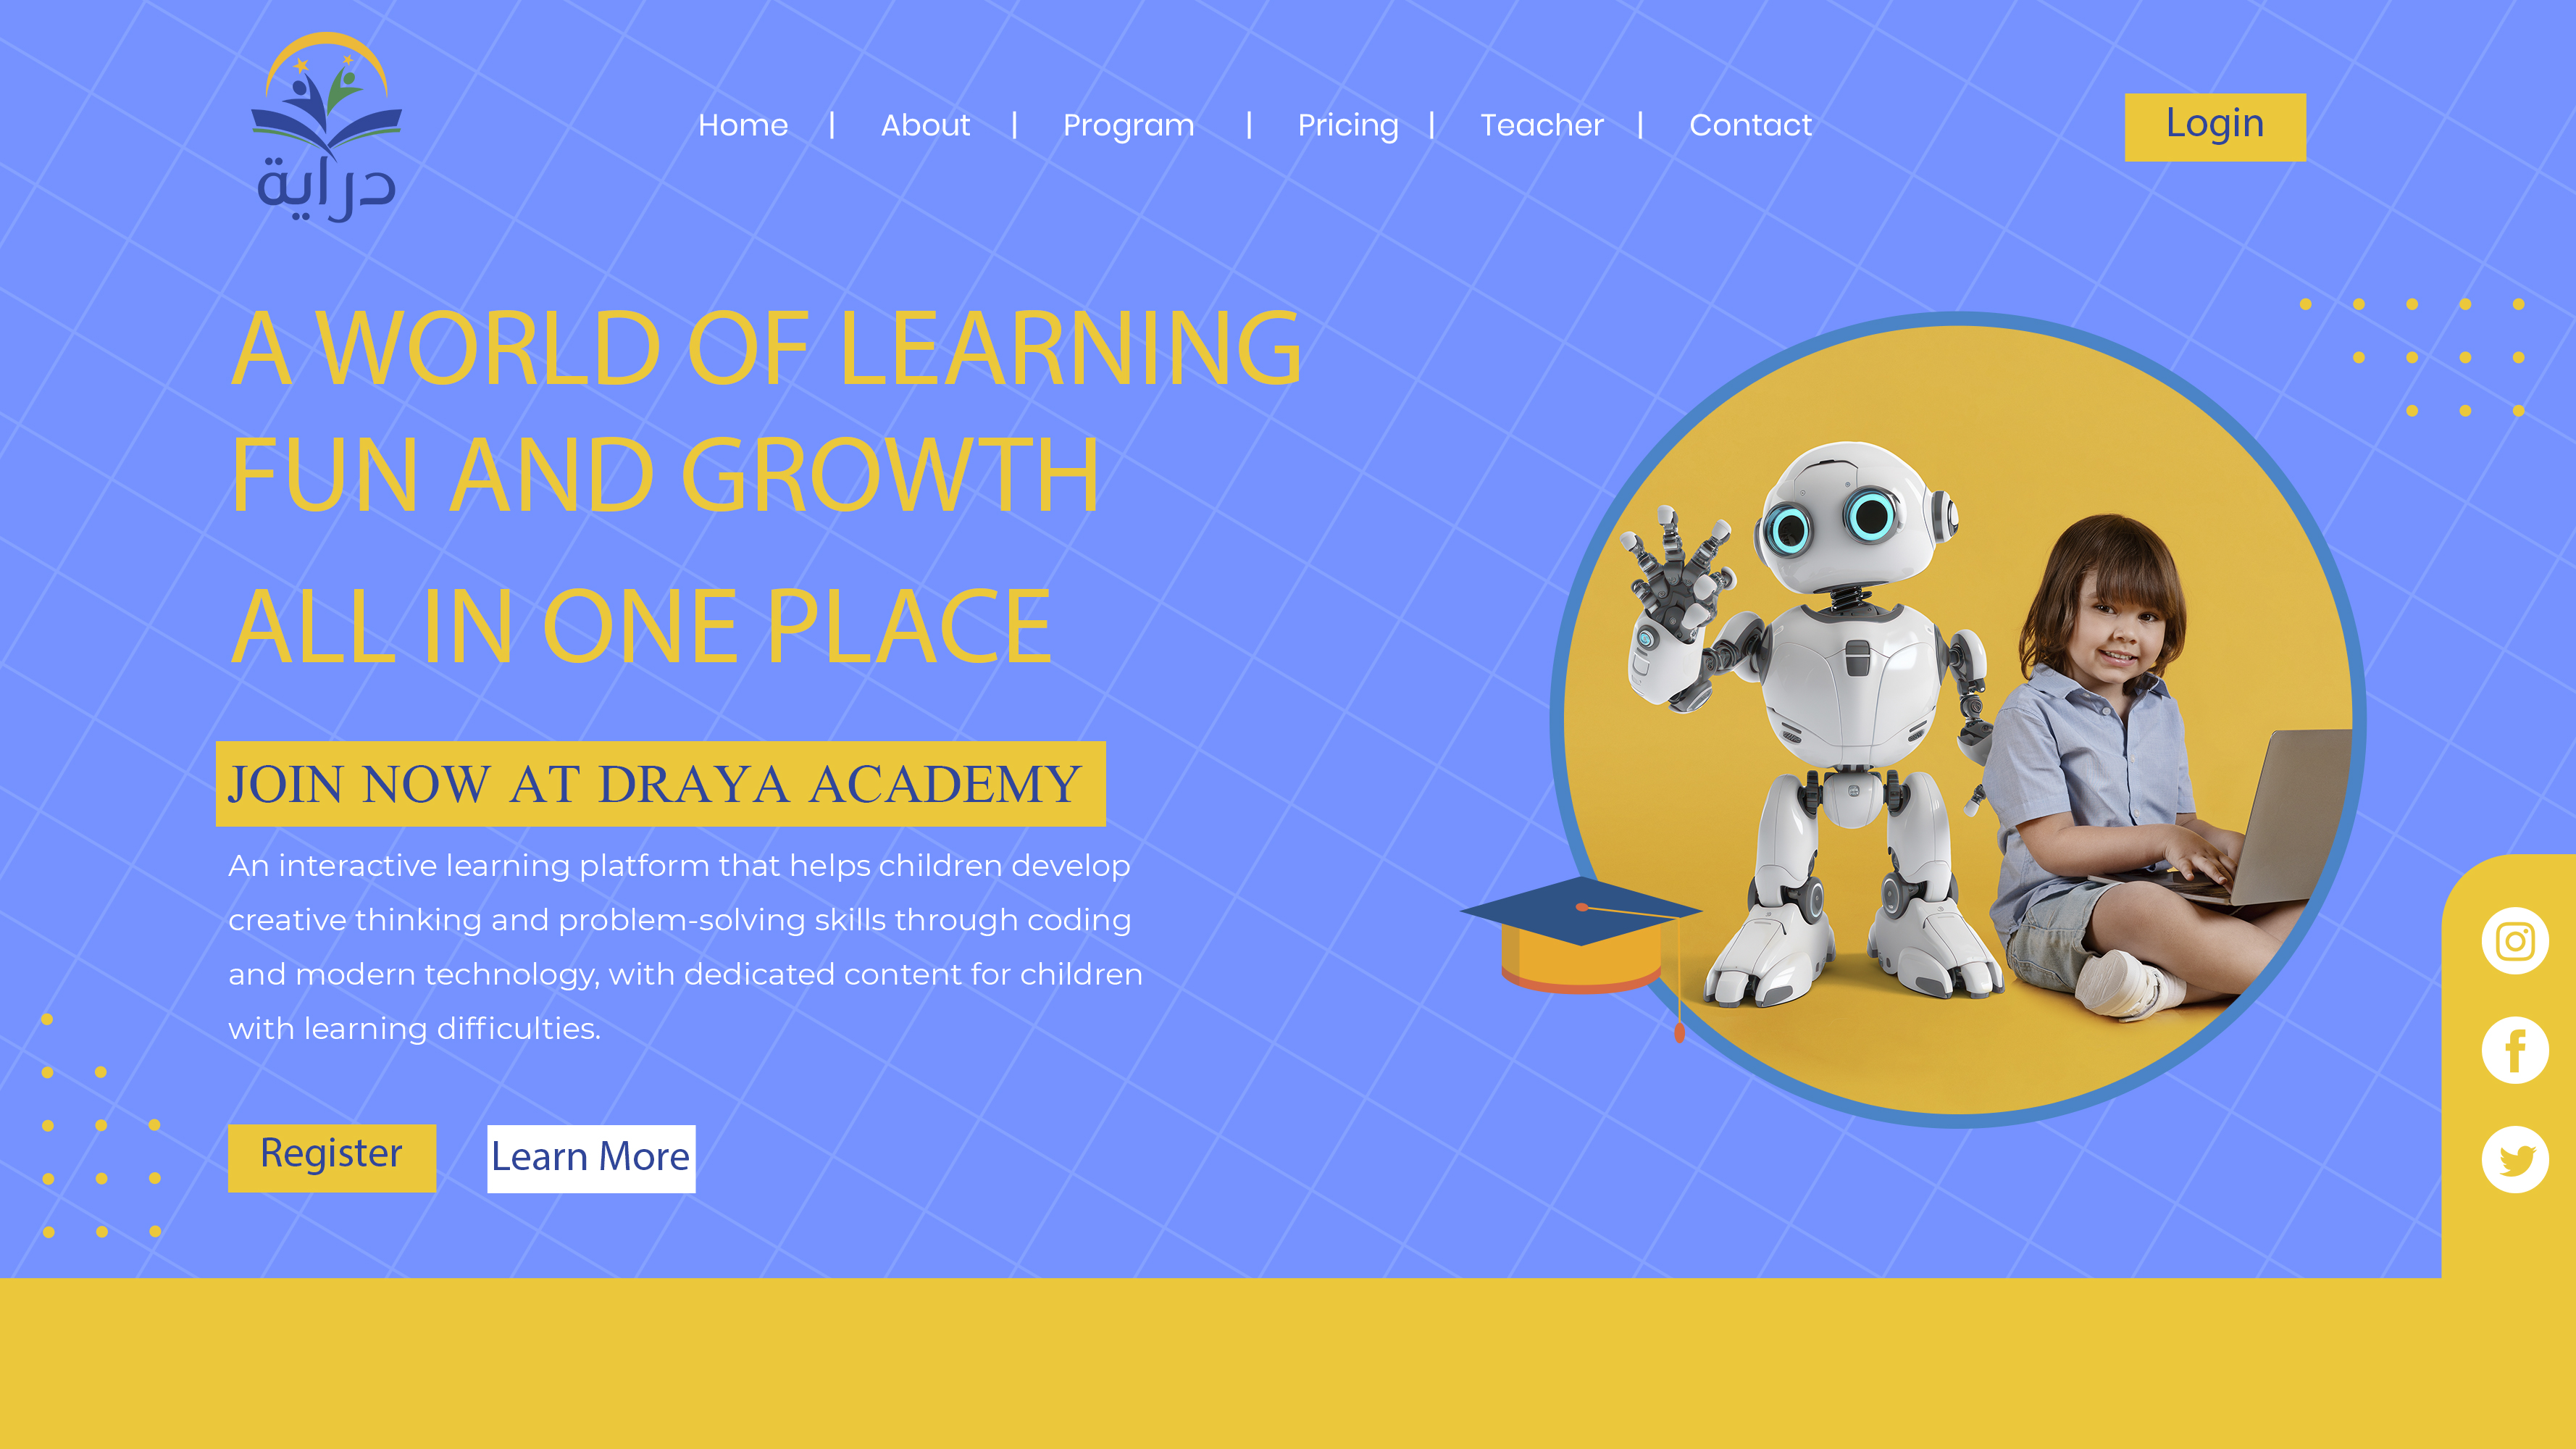 دراية
Home | About | Program | Pricing | Teacher | Contact
Login
A WORLD OF LEARNING
FUN AND GROWTH
ALL IN ONE PLACE
JOIN NOW AT DRAYA ACADEMY
An interactive learning platform that helps children develop
creative thinking and problem-solving skills through coding
and modern technology, with dedicated content for children
with learning difficulties.
Register
Learn More